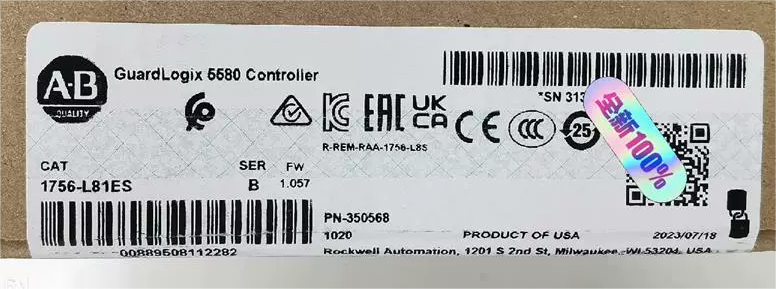 A-B
QUALITY
GuardLogix 5580 Controller
*SN 313
全新100%
UK
CA
EAC
CE
CCC
25
R-REM-RAA-1756-L8S
CAT
SER
FW
1756-L81ES
B
1.057
PN-350568
1020
PRODUCT OF USA
2023/07/18
00889508112282
Rockwell Automation, 1201 S 2nd St, Milwaukee, WI 53204, USA